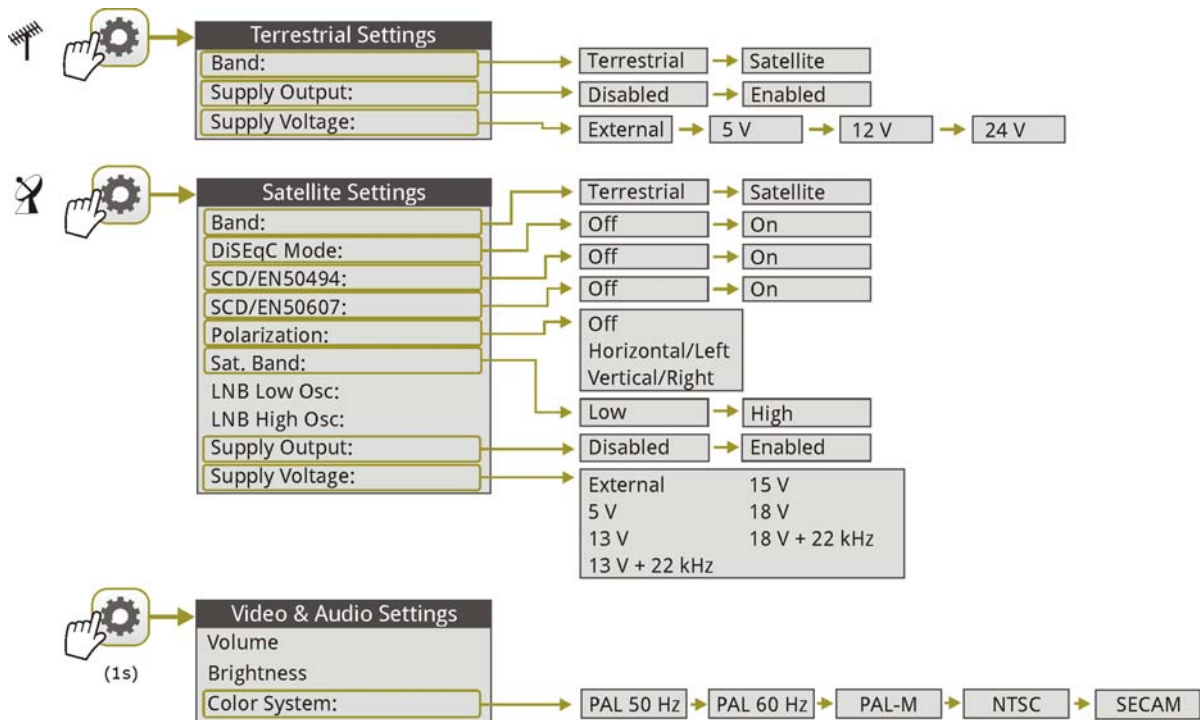 Terrestrial Settings
Band: Terrestrial Satellite
Supply Output: Disabled Enabled
Supply Voltage: External 5 V 12 V 24 V
Satellite Settings
Band: Terrestrial Satellite
DiSEqC Mode: Off On
SCD/EN50494: Off On
SCD/EN50607: Off On
Polarization: Off
Horizontal/Left
Vertical/Right
Sat. Band: Low High
LNB Low Osc:
LNB High Osc:
Supply Output: Disabled Enabled
Supply Voltage: External 15 V
5 V 18 V
13 V 18 V + 22 kHz
13 V + 22 kHz
(1s)
Video & Audio Settings
Volume
Brightness
Color System: PAL 50 Hz PAL 60 Hz PAL-M NTSC SECAM